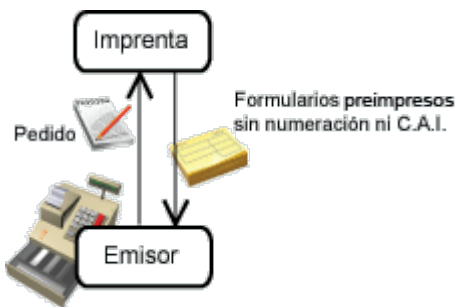 Imprenta
Formularios preimpresos
sin numeración ni C.A.I.
Pedido
Emisor